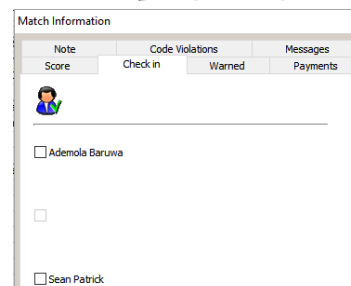 Match Information
Note Code Violations Messages
Score Check in Warned Payments
Ademola Baruwa
Sean Patrick